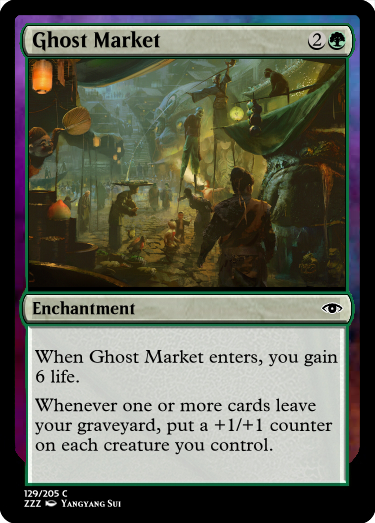 Ghost Market 2
Enchantment
When Ghost Market enters, you gain
6 life.
Whenever one or more cards leave
your graveyard, put a +1/+1 counter
on each creature you control.
129/205 C
ZZZ Yangyang Sui